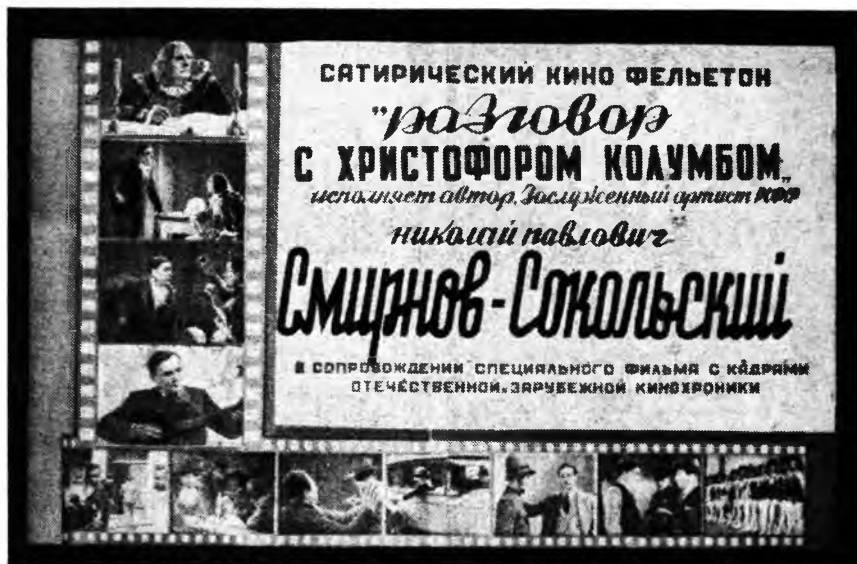 САТИРИЧЕСКИЙ КИНО ФЕЛЬЕТОН
"разговор
С ХРИСТОФОРОМ КОЛУМБОМ"
исполняет автор, Заслуженный артист РСФСР
николай павлович
Смирнов-Сокольский
В СОПРОВОЖДЕНИИ СПЕЦИАЛЬНОГО ФИЛЬМА С КАДРАМИ
ОТЕЧЕСТВЕННОЙ и ЗАРУБЕЖНОЙ КИНОХРОНИКИ